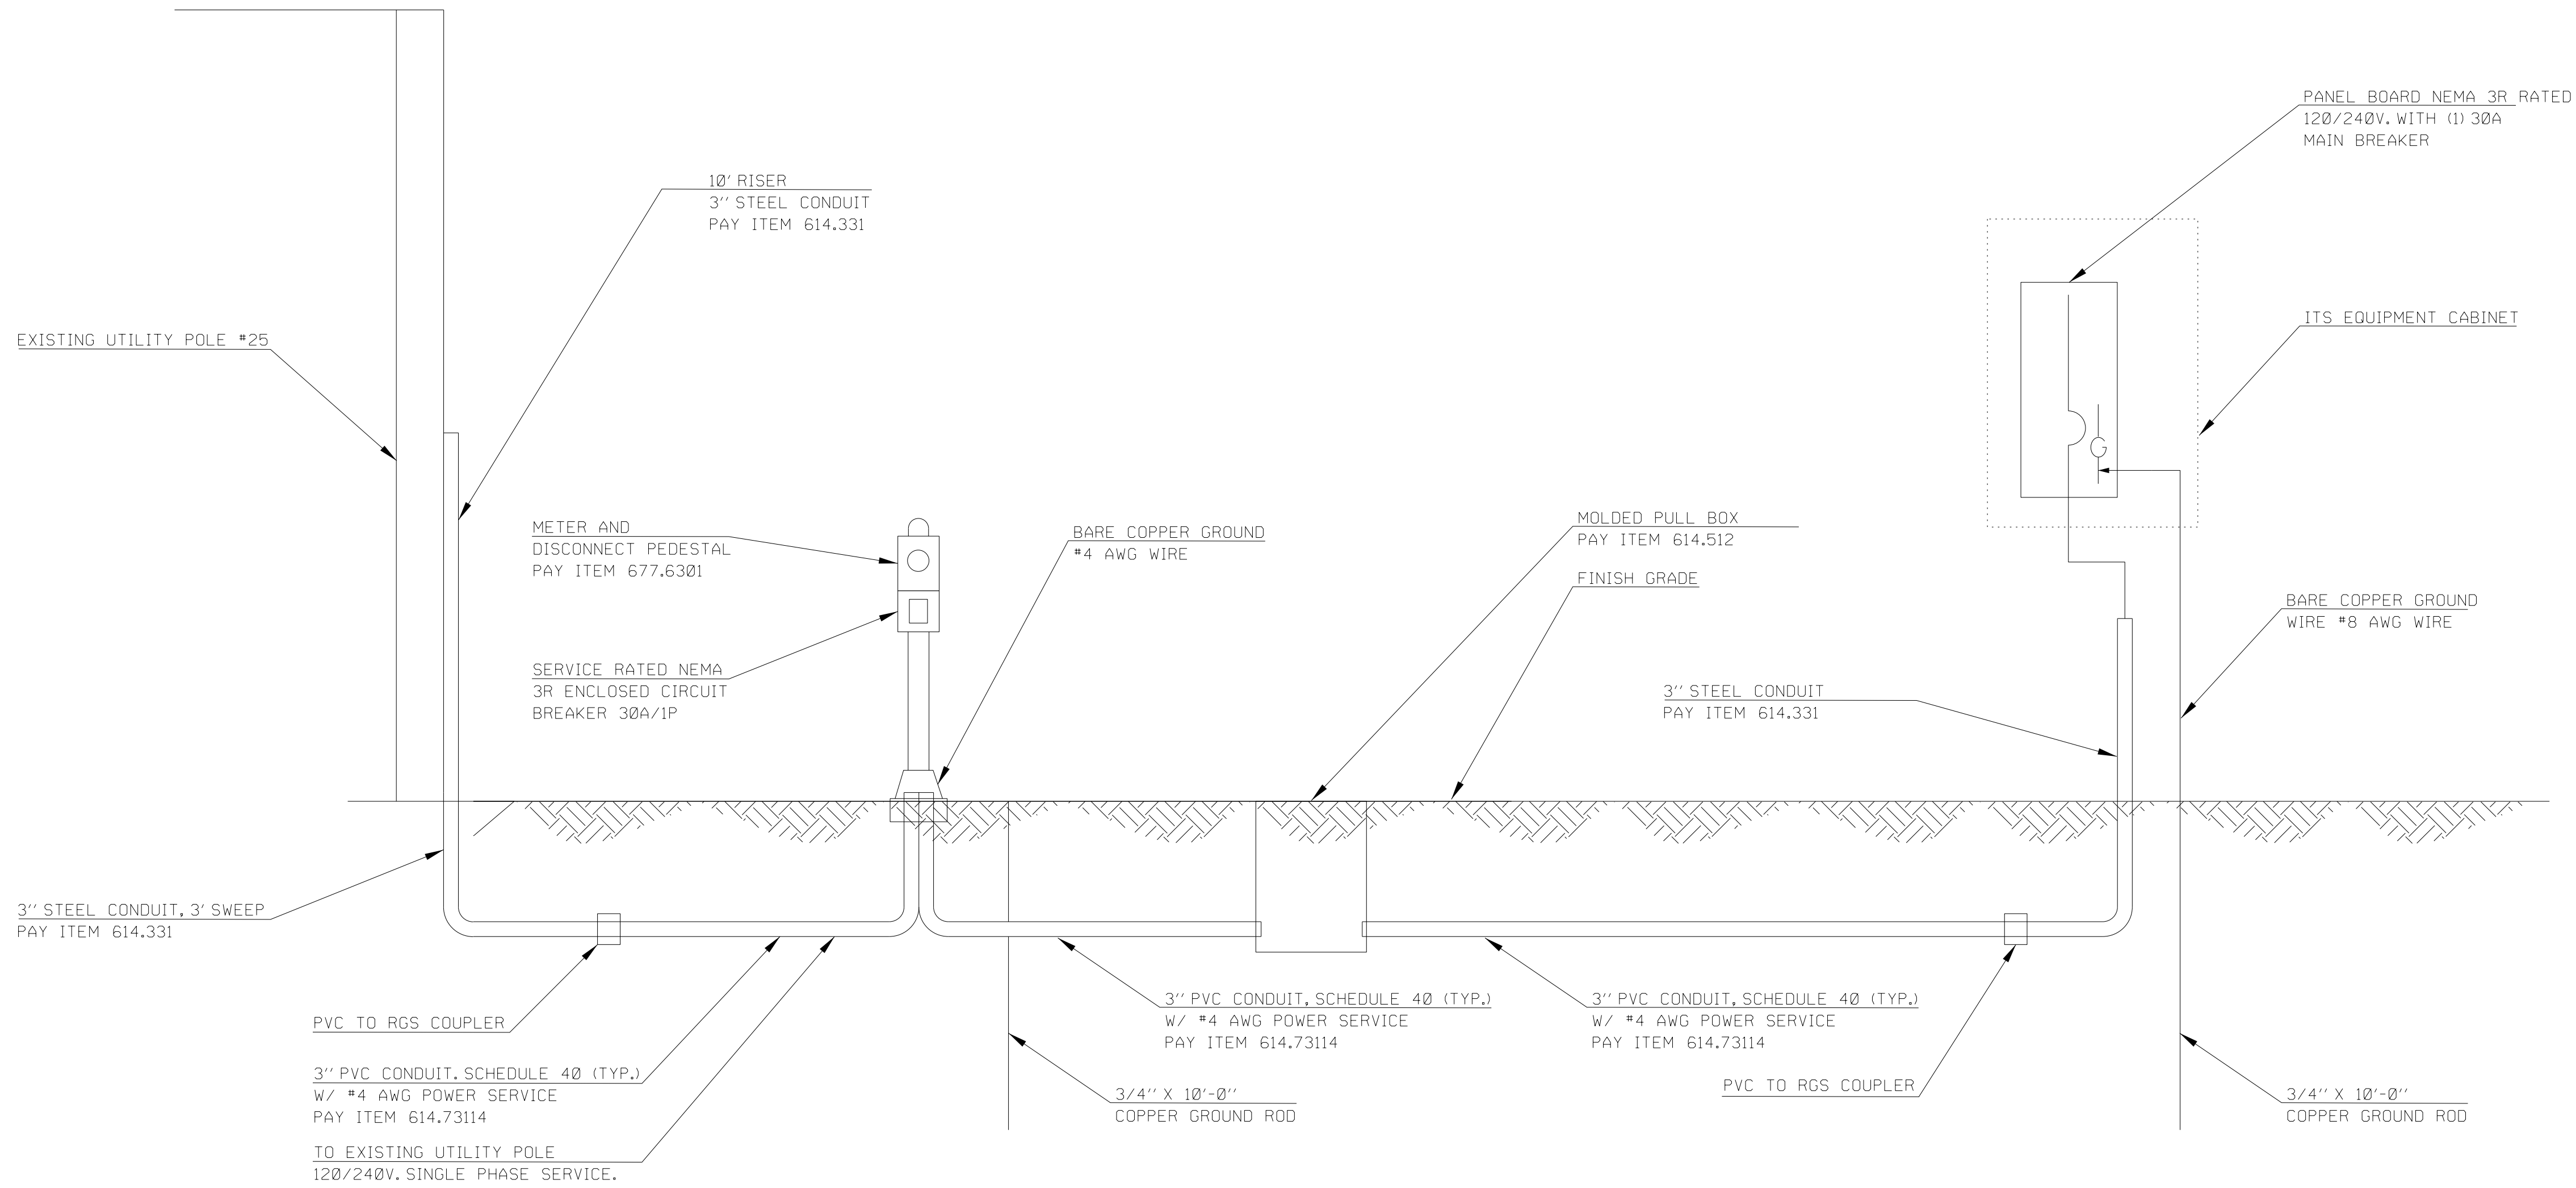 PANEL BOARD NEMA 3R RATED
120/240V. WITH (1) 30A
MAIN BREAKER
10' RISER
3'' STEEL CONDUIT
PAY ITEM 614.331
EXISTING UTILITY POLE #25
ITS EQUIPMENT CABINET
G
METER AND
DISCONNECT PEDESTAL
PAY ITEM 677.6301
BARE COPPER GROUND
#4 AWG WIRE
MOLDED PULL BOX
PAY ITEM 614.512
FINISH GRADE
BARE COPPER GROUND
WIRE #8 AWG WIRE
SERVICE RATED NEMA
3R ENCLOSED CIRCUIT
BREAKER 30A/1P
3'' STEEL CONDUIT
PAY ITEM 614.331
3'' STEEL CONDUIT, 3' SWEEP
PAY ITEM 614.331
PVC TO RGS COUPLER
3'' PVC CONDUIT. SCHEDULE 40 (TYP.)
W/ #4 AWG POWER SERVICE
PAY ITEM 614.73114
TO EXISTING UTILITY POLE
120/240V. SINGLE PHASE SERVICE.
3'' PVC CONDUIT, SCHEDULE 40 (TYP.)
W/ #4 AWG POWER SERVICE
PAY ITEM 614.73114
3/4'' X 10'-0''
COPPER GROUND ROD
3'' PVC CONDUIT, SCHEDULE 40 (TYP.)
W/ #4 AWG POWER SERVICE
PAY ITEM 614.73114
PVC TO RGS COUPLER
3/4'' X 10'-0''
COPPER GROUND ROD